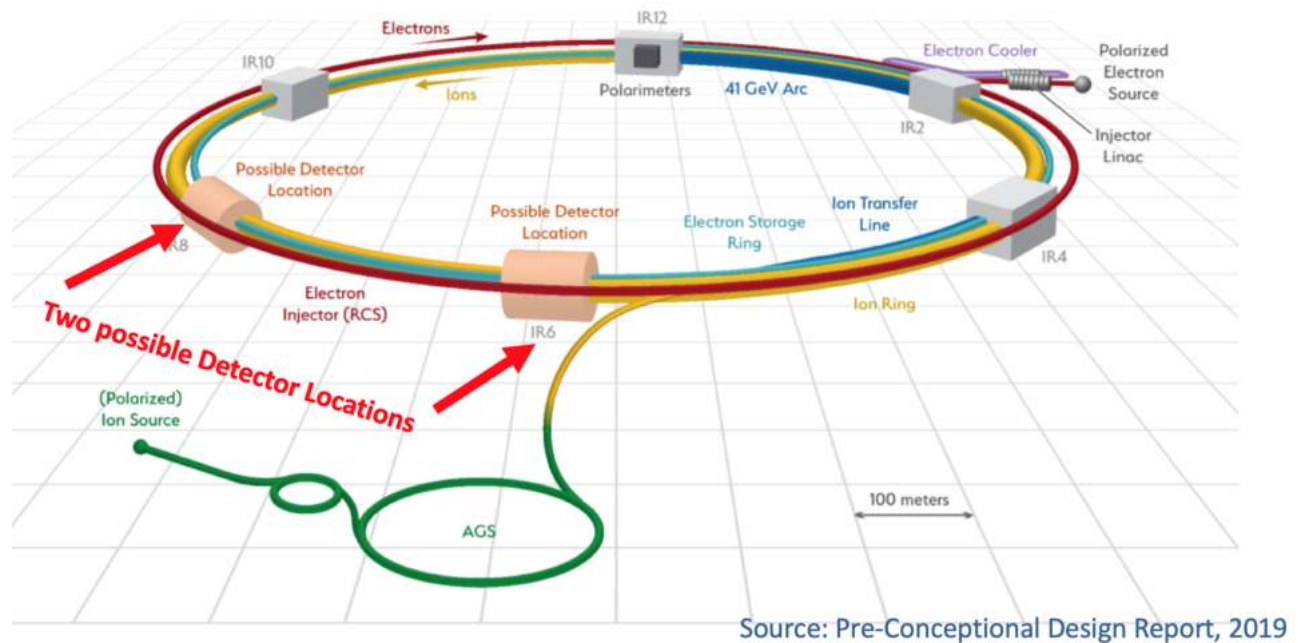 IR12
Electrons
IR10
Ions
Polarimeters
41 GeV Arc
Electron Cooler
Polarized
Electron
Source
IR2
Injector
Linac
Possible Detector
Location
Possible Detector
Location
Electron Storage
Ring
Ion Transfer
Line
IR8
IR4
Electron
Injector (RCS)
Ion Ring
IR6
Two possible Detector Locations
(Polarized)
Ion Source
AGS
100 meters
Source: Pre-Conceptional Design Report, 2019